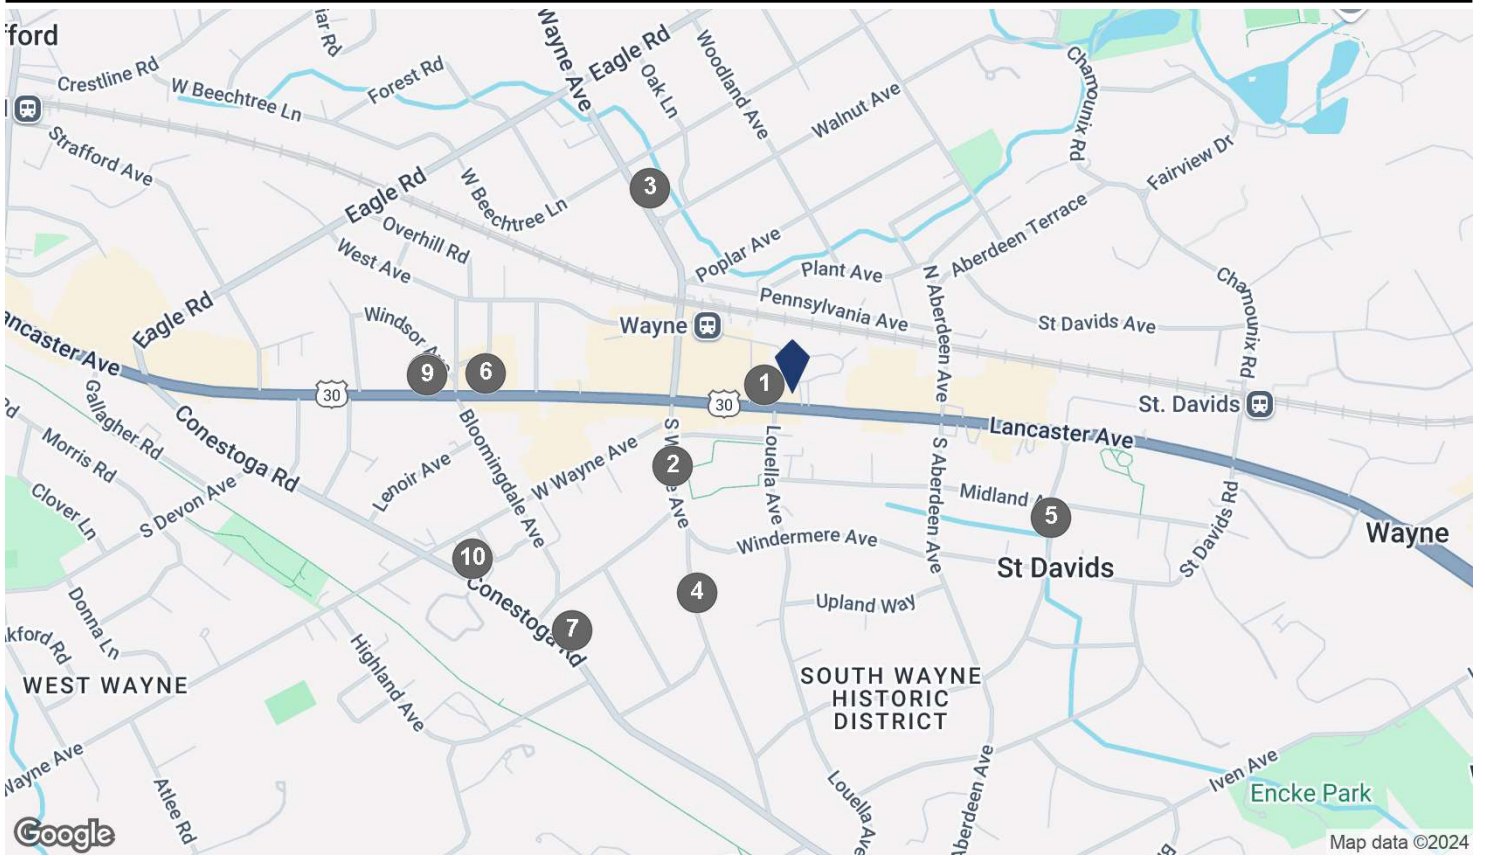 fford
Crestline Rd
W Beechtree Ln
Forest Rd
iar Rd
Wayne Ave
Eagle Rd
Oak Ln
Woodland Ave
Walnut Ave
Chamounix Rd
Fairview Dr
Strafford Ave
Eagle Rd
W Beechtree Ln
3
Overhill Rd
West Ave
Poplar Ave
Plant Ave
Aberdeen Terrace
N Aberdeen Ave
Pennsylvania Ave
St Davids Ave
Chamounix Rd
Wayne
Eagle Rd
Windsor Ave
ancaster Ave
9
6
1
30
30
St. Davids
Lancaster Ave
Gallagher Rd
Conestoga Rd
Rd
Morris Rd
Clover Ln
S Devon Ave
Lenoir Ave
Bloomingdale Ave
W Wayne Ave
2
Louella Ave
S Aberdeen Ave
Midland
5
St Davids Rd
Wayne
Windermere Ave
St Davids
10
Conestoga Rd
4
Upland Way
7
Donna Ln
kford Rd
WEST WAYNE
Highland Ave
SOUTH WAYNE
HISTORIC
DISTRICT
Wayne Ave
Atlee Rd
Louella Ave
Aberdeen Ave
Iven Ave
Encke Park
Google
Map data ©2024